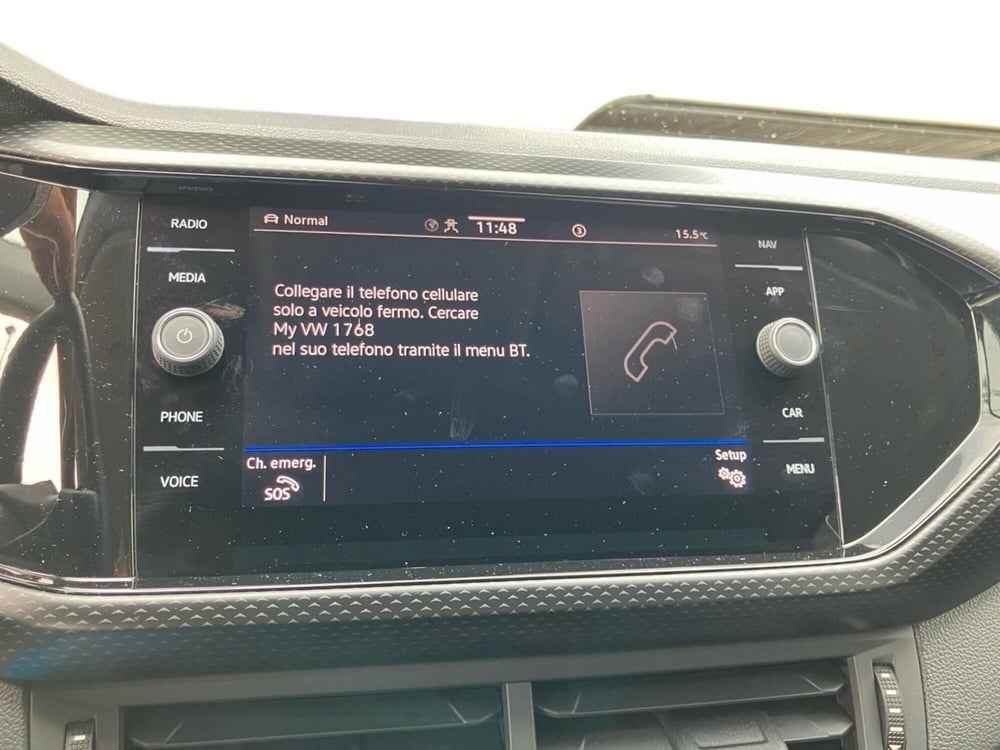 RADIO
MEDIA
PHONE
VOICE
Normal
11:48
3
15.5°C
Collegare il telefono cellulare
solo a veicolo fermo. Cercare
My VW 1768
nel suo telefono tramite il menu BT.
Ch. emerg.
SOS
Setup
NAV
APP
CAR
MENU